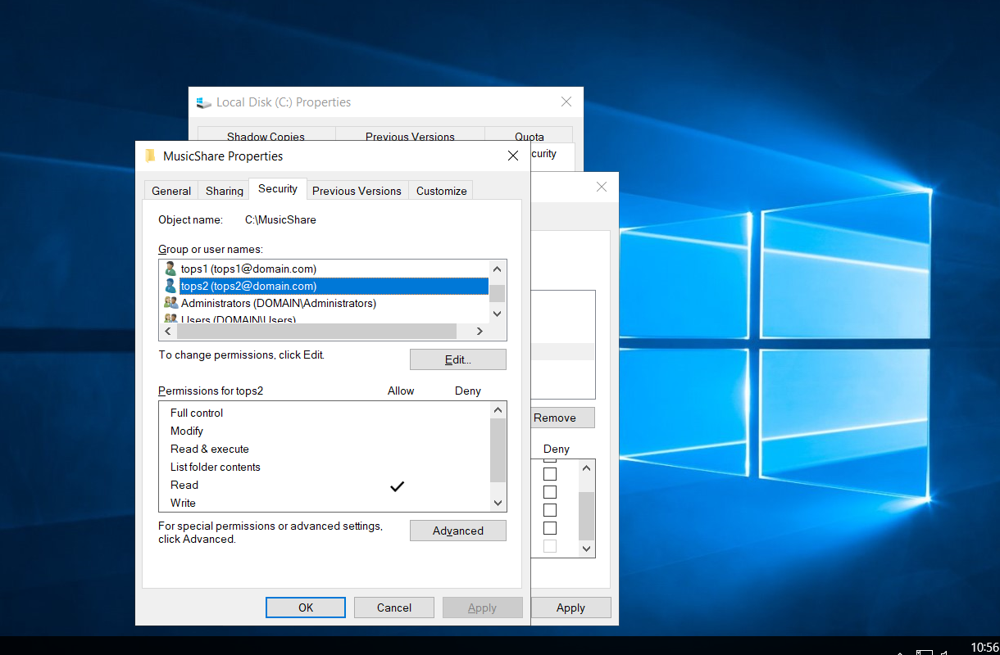 Local Disk (C:) Properties
Shadow Copies Previous Versions Quota
curity
MusicShare Properties
General Sharing Security Previous Versions Customize
Object name: C:\MusicShare
Group or user names:
tops1 (tops1@domain.com)
tops2 (tops2@domain.com)
Administrators (DOMAIN\Administrators)
Users (DOMAIN\Users)
To change permissions, click Edit.
Edit...
Remove
Permissions for tops2 Allow Deny
Full control
Modify
Read & execute
List folder contents
Read
Write
Deny
For special permissions or advanced settings,
click Advanced.
Advanced
OK Cancel Apply
Apply
10:56